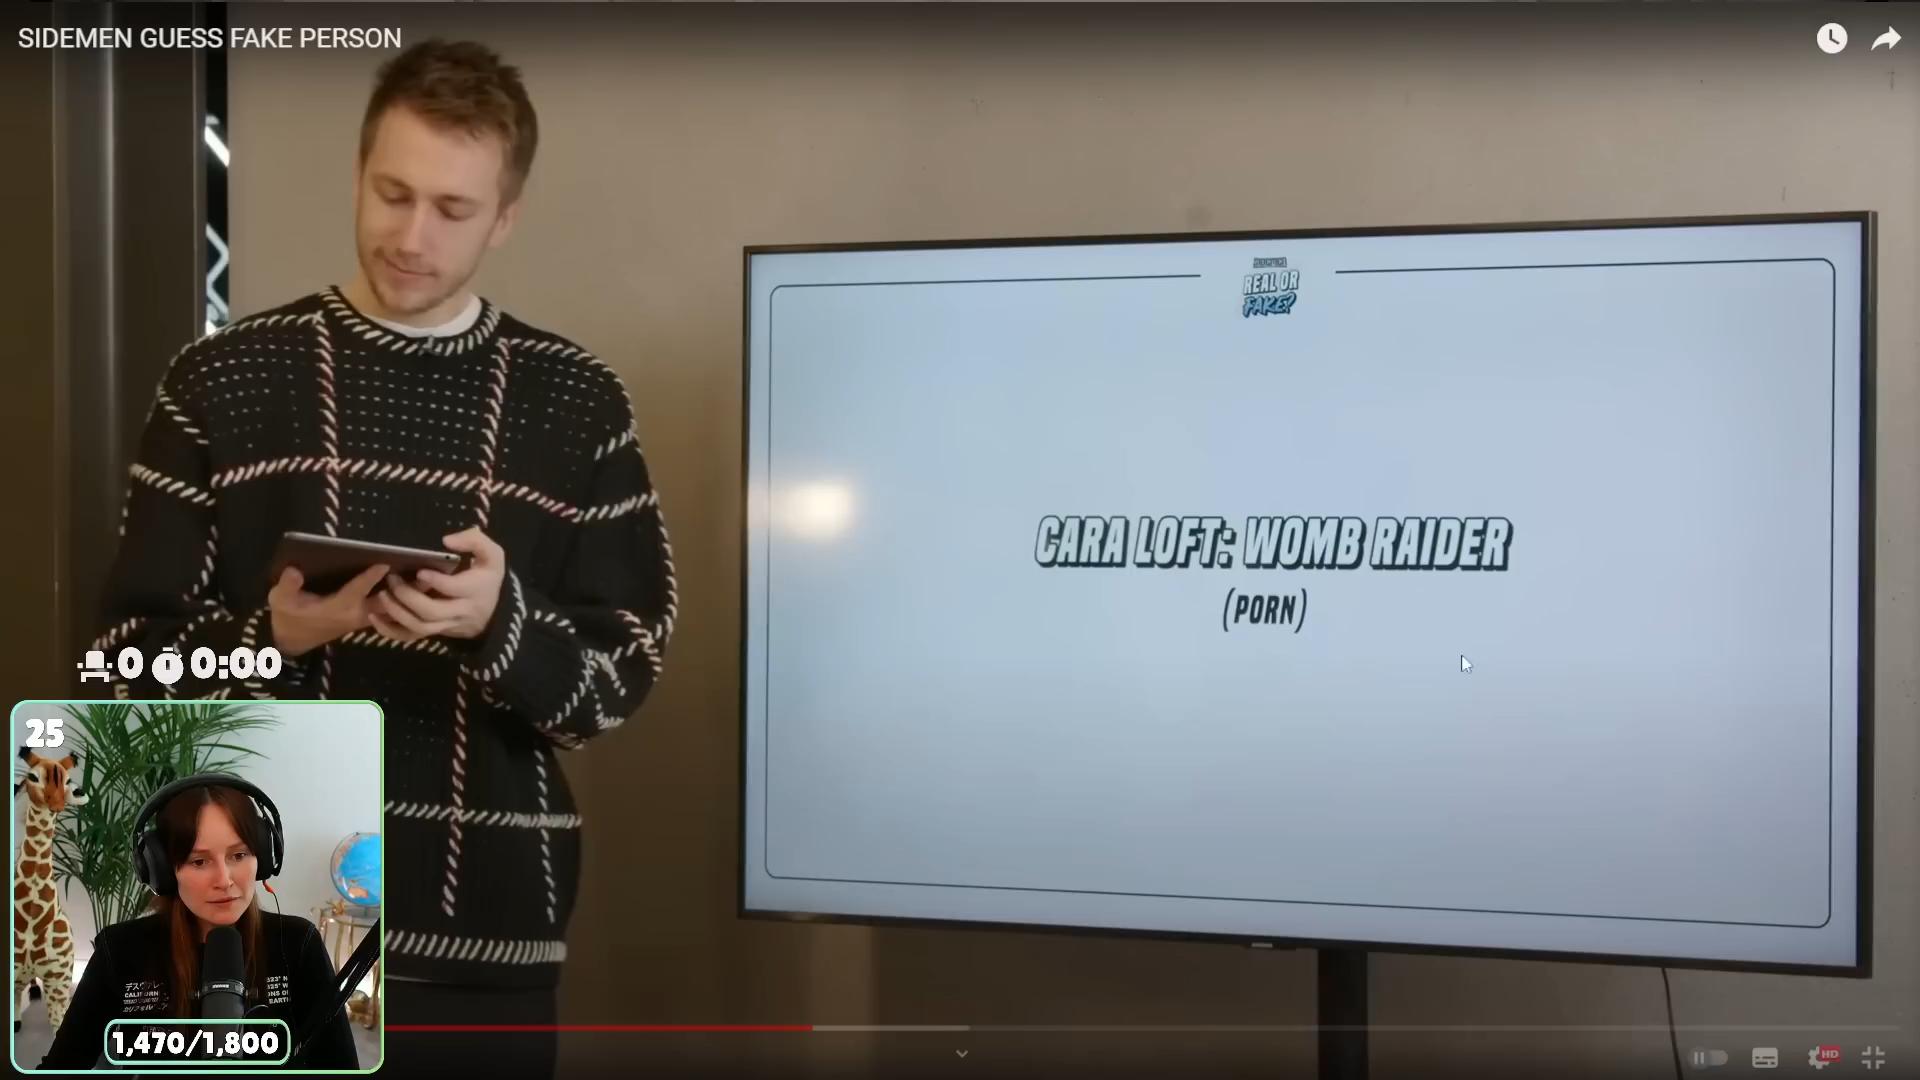 SIDEMEN GUESS FAKE PERSON
REAL OR
FAKE?
CARA LOFT: WOMB RAIDER
(PORN)
0 0:00
25
1,470/1,800
HD